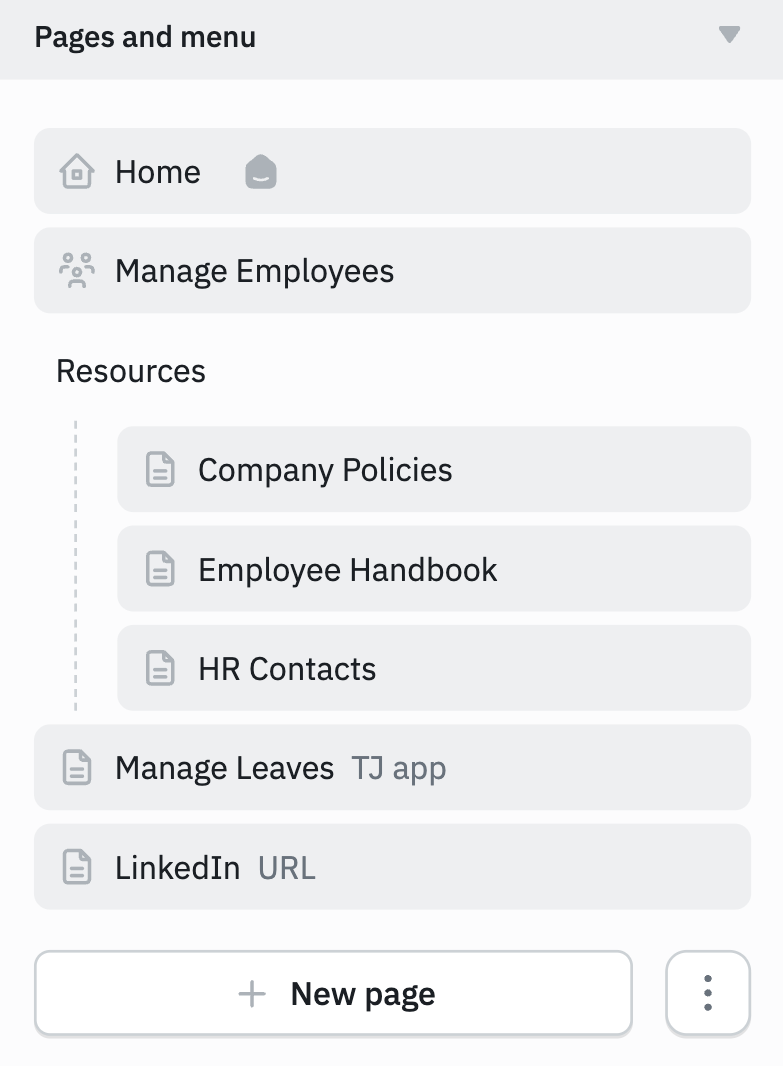 Pages and menu
Home
Manage Employees
Resources
Company Policies
Employee Handbook
HR Contacts
Manage Leaves TJ app
LinkedIn URL
New page